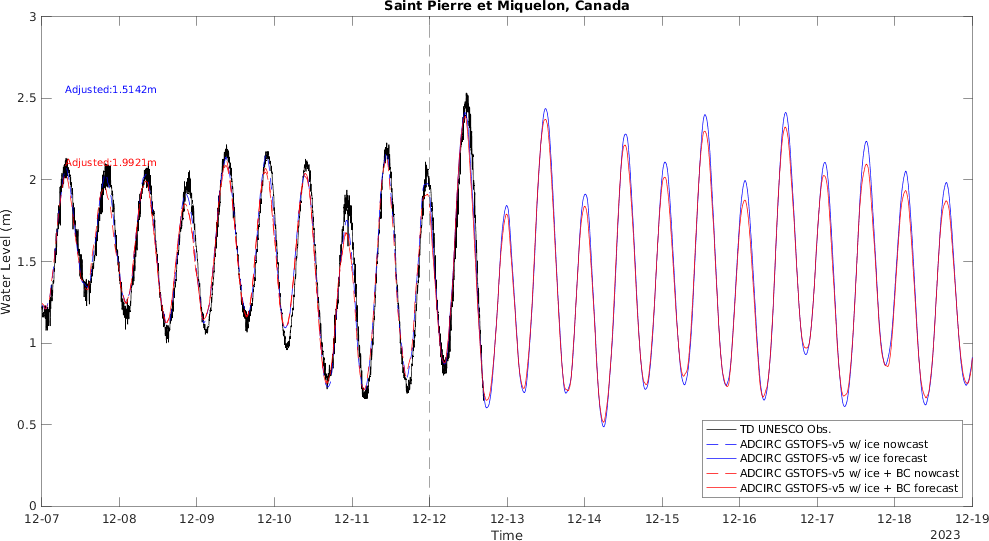 Saint Pierre et Miquelon, Canada
Water Level (m)
3
2.5
2
1.5
1
0.5
0
Adjusted:1.5142m
Adjusted:1.9921m
TD UNESCO Obs.
ADCIRC GSTOFS-v5 w/ ice nowcast
ADCIRC GSTOFS-v5 w/ ice forecast
ADCIRC GSTOFS-v5 w/ ice + BC nowcast
ADCIRC GSTOFS-v5 w/ ice + BC forecast
12-07 12-08 12-09 12-10 12-11 12-12 12-13 12-14 12-15 12-16 12-17 12-18 12-19
Time
2023